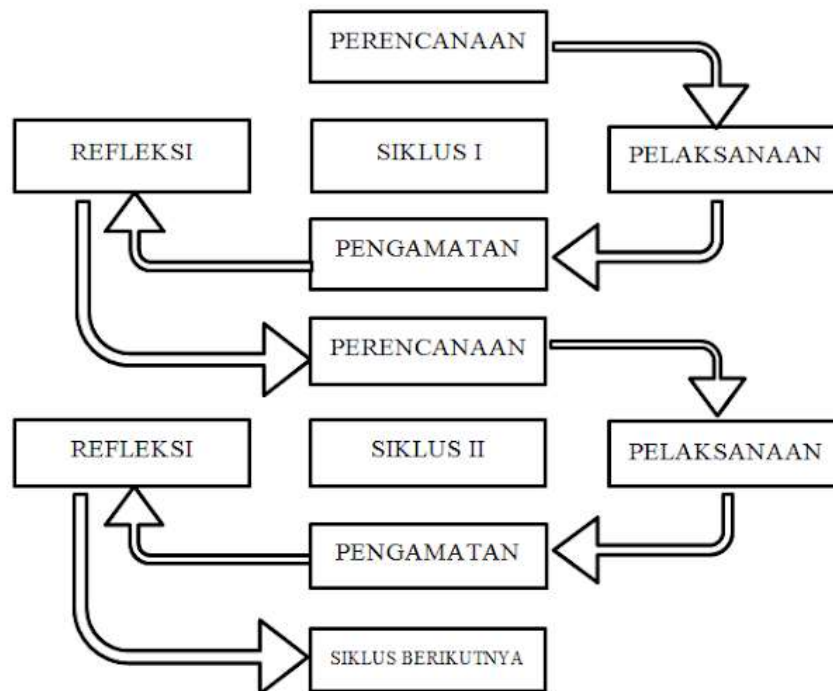 PERENCANAAN
REFLEKSI
SIKLUS I
PELAKSANAAN
PENGAMATAN
PERENCANAAN
REFLEKSI
SIKLUS II
PELAKSANAAN
PENGAMATAN
SIKLUS BERIKUTNYA